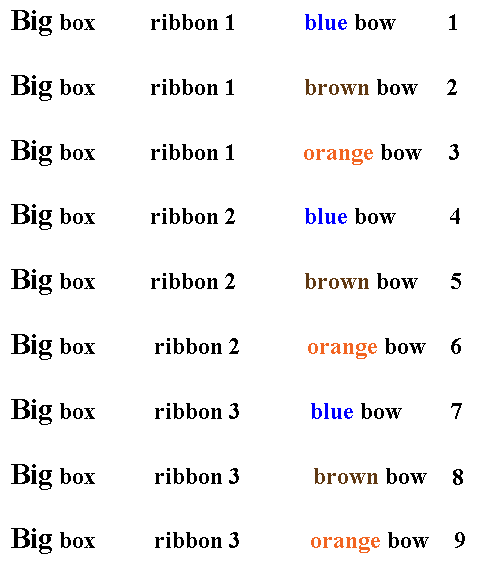 Big box ribbon 1 blue bow 1
Big box ribbon 1 brown bow 2
Big box ribbon 1 orange bow 3
Big box ribbon 2 blue bow 4
Big box ribbon 2 brown bow 5
Big box ribbon 2 orange bow 6
Big box ribbon 3 blue bow 7
Big box ribbon 3 brown bow 8
Big box ribbon 3 orange bow 9